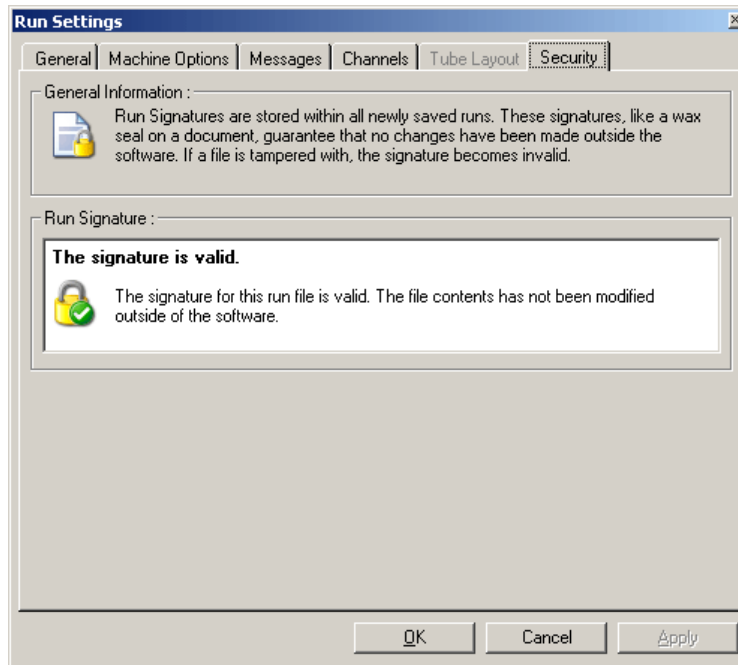 Run Settings
General Machine Options Messages Channels Tube Layout Security
General Information :
Run Signatures are stored within all newly saved runs. These signatures, like a wax
seal on a document, guarantee that no changes have been made outside the
software. If a file is tampered with, the signature becomes invalid.
Run Signature :
The signature is valid.
The signature for this run file is valid. The file contents has not been modified
outside of the software.
OK Cancel Apply